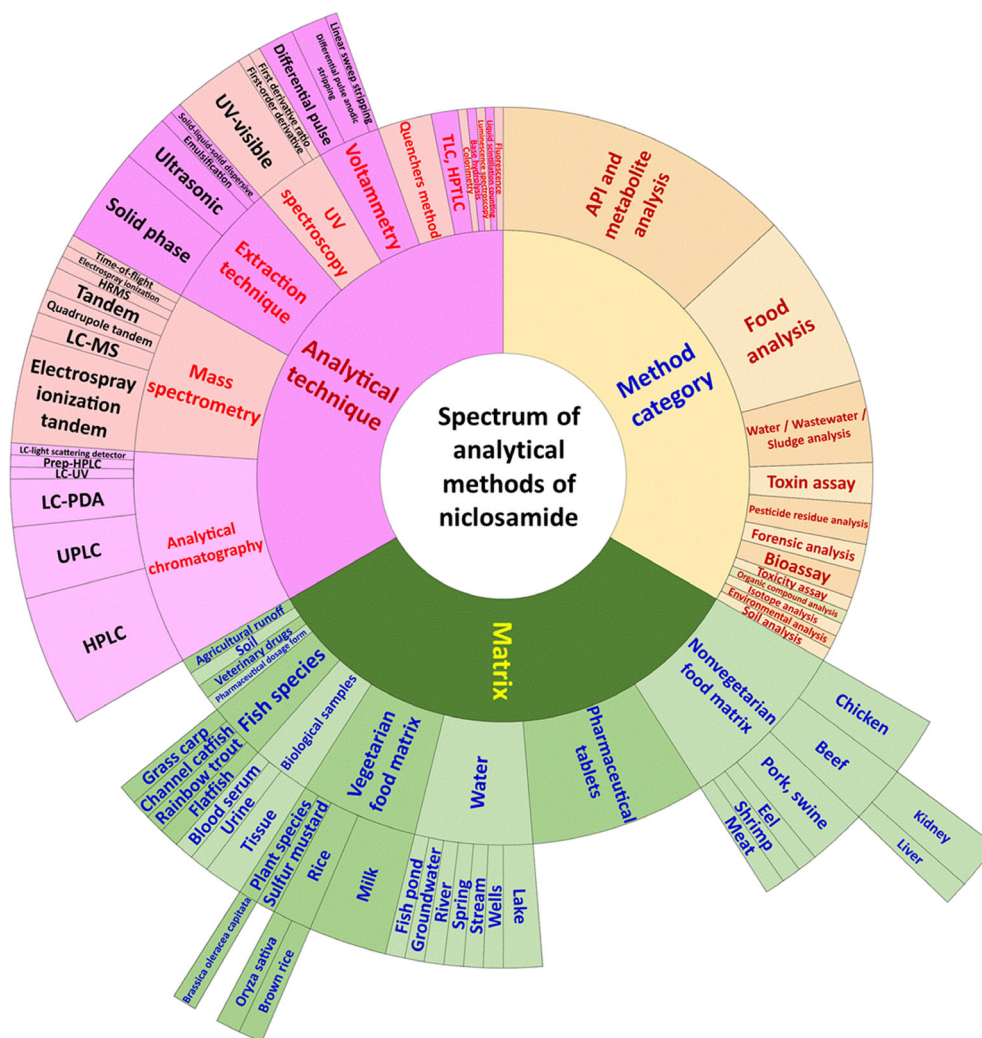 Spectrum of
analytical
methods of
niclosamide
Method
category
API and
metabolite
analysis
Food
analysis
Water / Wastewater /
Sludge analysis
Toxin assay
Pesticide residue analysis
Forensic analysis
Bioassay
Toxicity assay
Organic compound analysis
Isotope analysis
Environmental analysis
Soil analysis
Matrix
Nonvegetarian
food matrix
Chicken
Beef
Kidney
Liver
Pork, swine
Eel
Shrimp
Meat
Pharmaceutical
tablets
Water
Lake
Wells
Stream
Spring
River
Groundwater
Fish pond
Vegetarian
food matrix
Milk
Rice
Brown rice
Oryza sativa
Sulfur mustard
Plant species
Brassica oleracea capitata
Biological samples
Tissue
Urine
Blood serum
Fish species
Flatfish
Rainbow trout
Channel catfish
Grass carp
Pharmaceutical dosage form
Veterinary drugs
Soil
Agricultural runoff
Analytical
technique
Analytical
chromatography
HPLC
UPLC
LC-PDA
LC-UV
Prep-HPLC
LC-light scattering detector
Mass
spectrometry
Electrospray
ionization
tandem
LC-MS
Quadrupole tandem
Tandem
HRMS
Electrospray ionization
Time-of-flight
Extraction
technique
Solid phase
Ultrasonic
Emulsification
Solid-liquid-solid dispersive
UV
spectroscopy
UV-visible
First-order derivative
First derivative ratio
Voltammetry
Differential pulse
Differential pulse anodic
stripping
Linear sweep stripping
Quenchers method
TLC, HPTLC
Colorimetry
Base hydrolysis
Luminescence spectroscopy
Liquid scintillation counting
Fluorescence